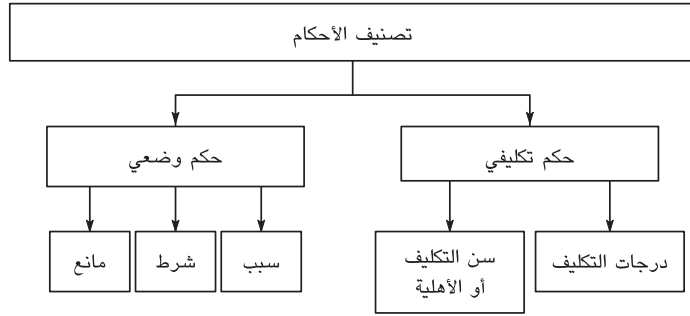 تصنيف الأحكام
حكم تكليفي
حكم وضعي
درجات التكليف
سن التكليف
أو الأهلية
سبب
شرط
مانع